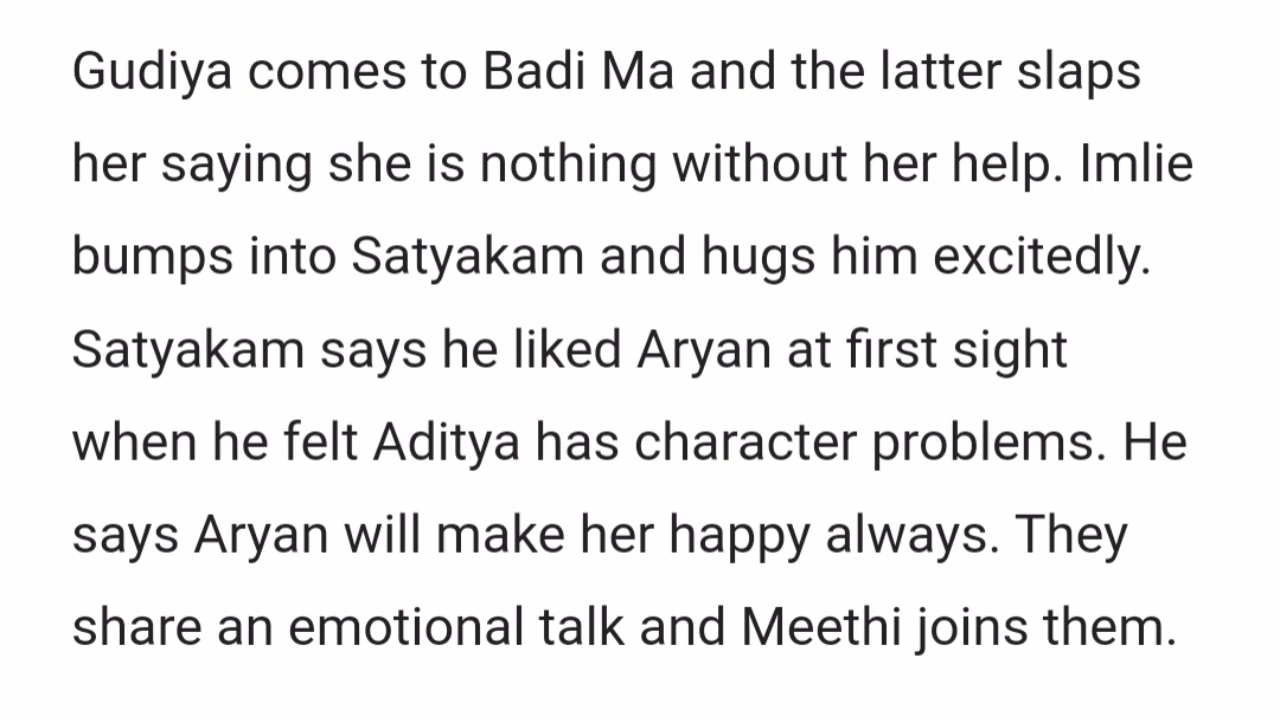 Gudiya comes to Badi Ma and the latter slaps
her saying she is nothing without her help. Imlie
bumps into Satyakam and hugs him excitedly.
Satyakam says he liked Aryan at first sight
when he felt Aditya has character problems. He
says Aryan will make her happy always. They
share an emotional talk and Meethi joins them.